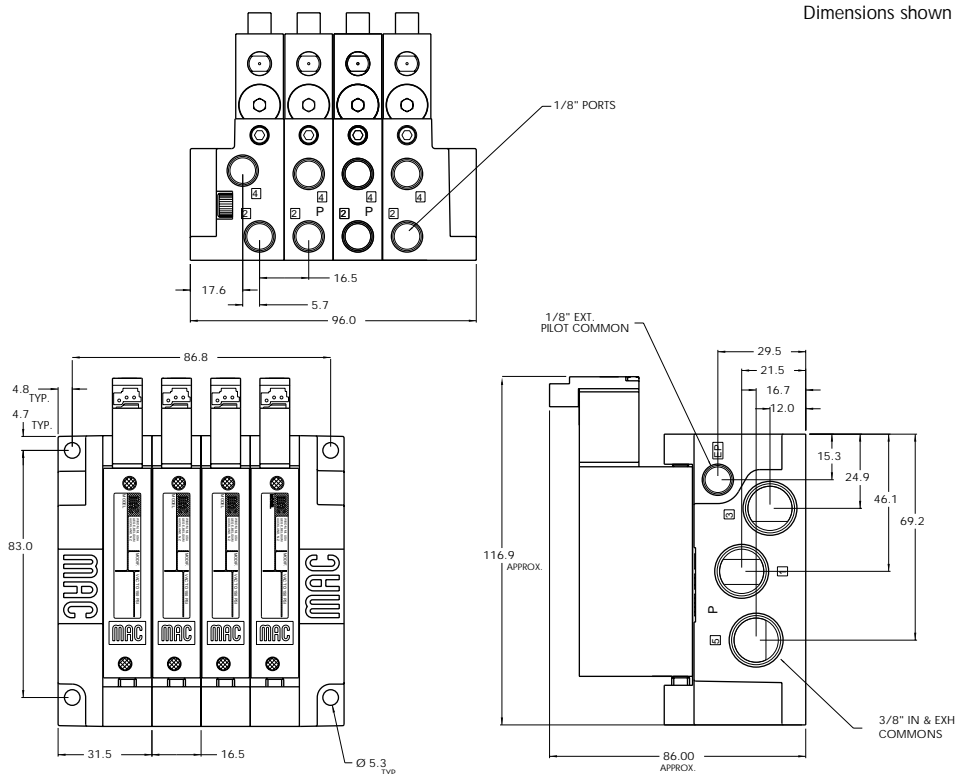 Dimensions shown
1/8" PORTS
4
4
4
4
2
2
P
2
P
2
16.5
17.6
5.7
96.0
1/8" EXT.
PILOT COMMON
86.8
29.5
21.5
16.7
12.0
4.8
TYP.
4.7
TYP.
EP
15.3
24.9
46.1
69.2
3
83.0
116.9
APPROX.
1
MAC
MAC
P
5
MAC
MAC
MAC
MAC
3/8" IN & EXH
COMMONS
31.5
16.5
Ø 5.3
TYP.
86.00
APPROX.